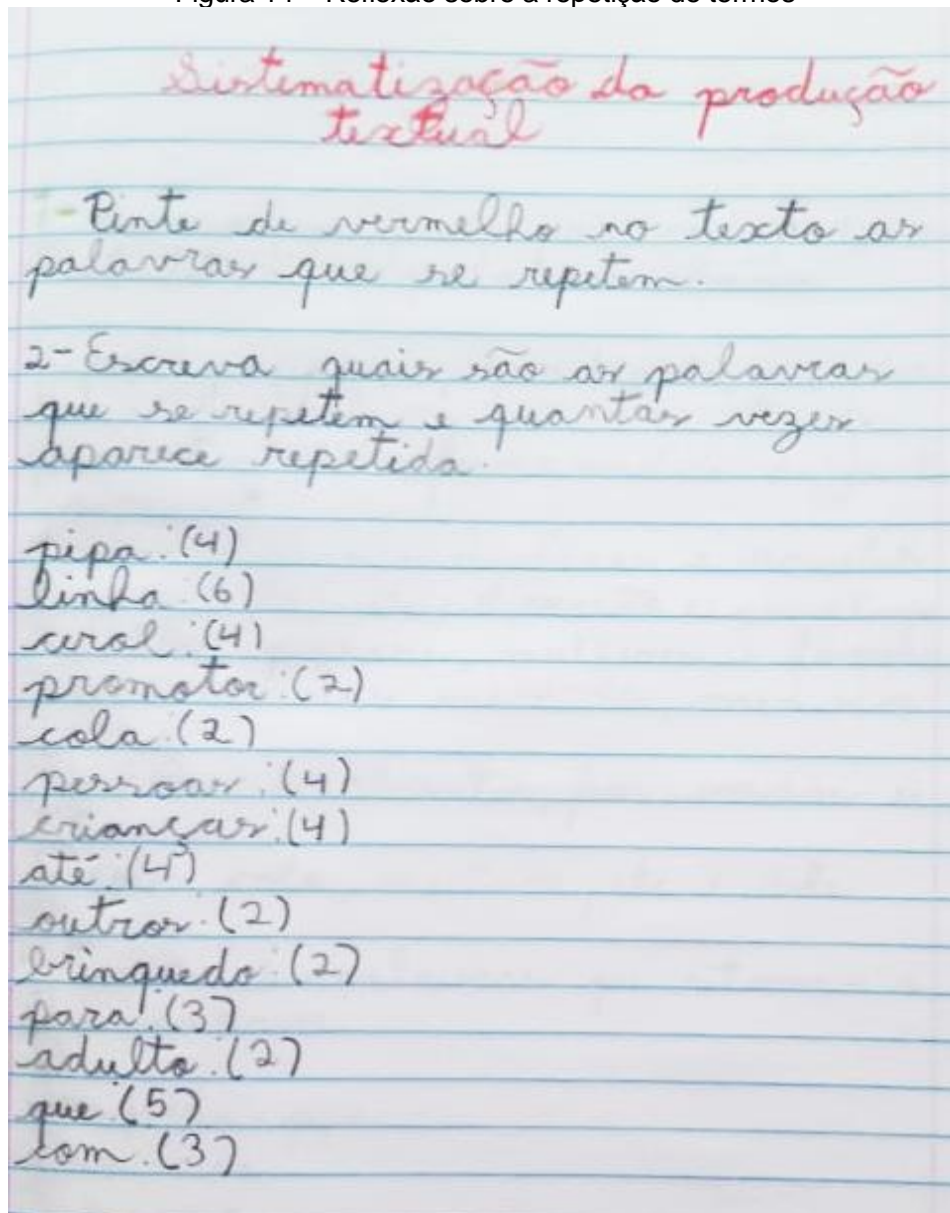 Reflexão sobre a repetição de termos
Sistematização da produção
textual
1-Pinte de vermelho no texto as
palavras que se repetem.
2-Escreva quais são as palavras
que se repetem e quantas vezes
aparece repetida.
pipa:(4)
linha:(6)
cerol:(4)
promotor:(2)
cola:(2)
pessoas:(4)
crianças:(4)
até:(4)
outros:(2)
brinquedo:(2)
para:(3)
adulto:(2)
que:(5)
com:(3)